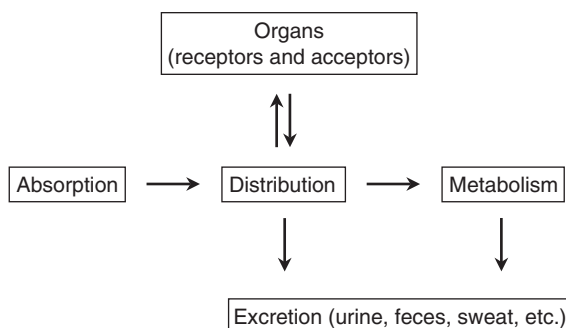 Organs
(receptors and acceptors)
Absorption
Distribution
Metabolism
Excretion (urine, feces, sweat, etc.)